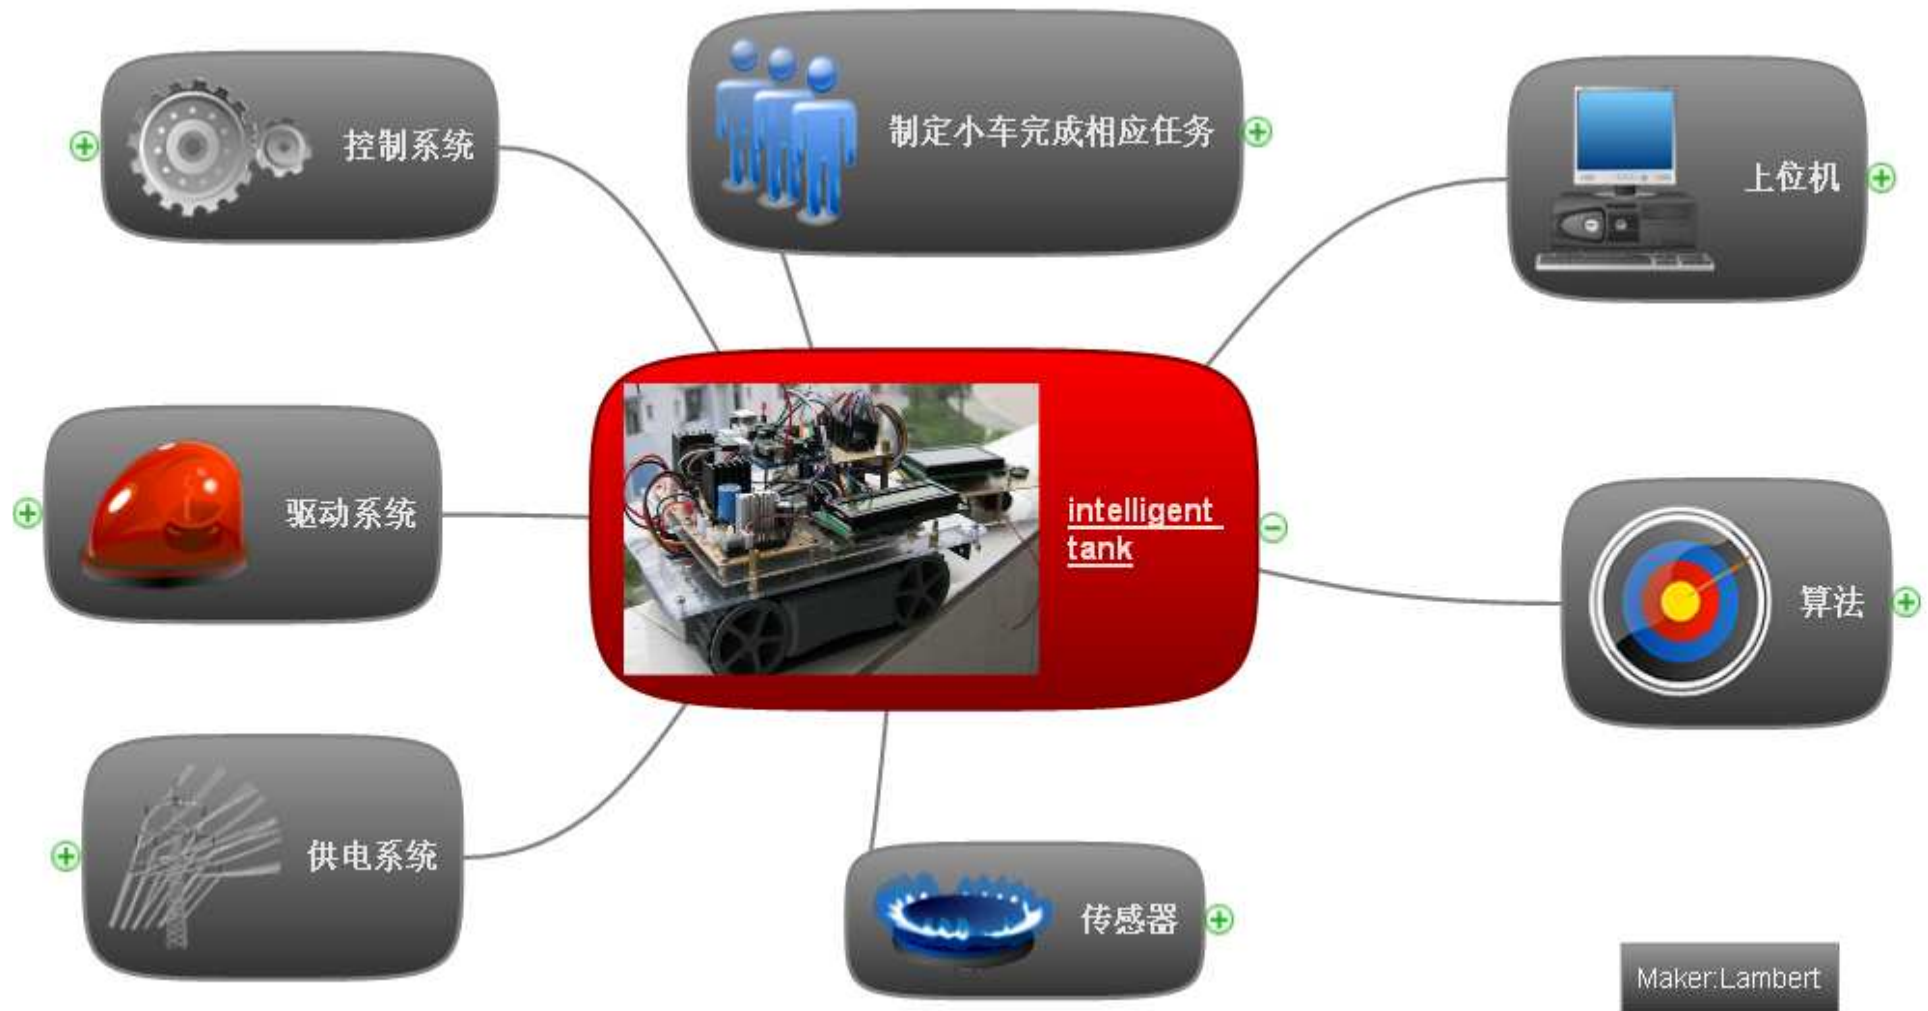 控制系统
制定小车完成相应任务
上位机
驱动系统
intelligent
tank
算法
供电系统
传感器
Maker:Lambert